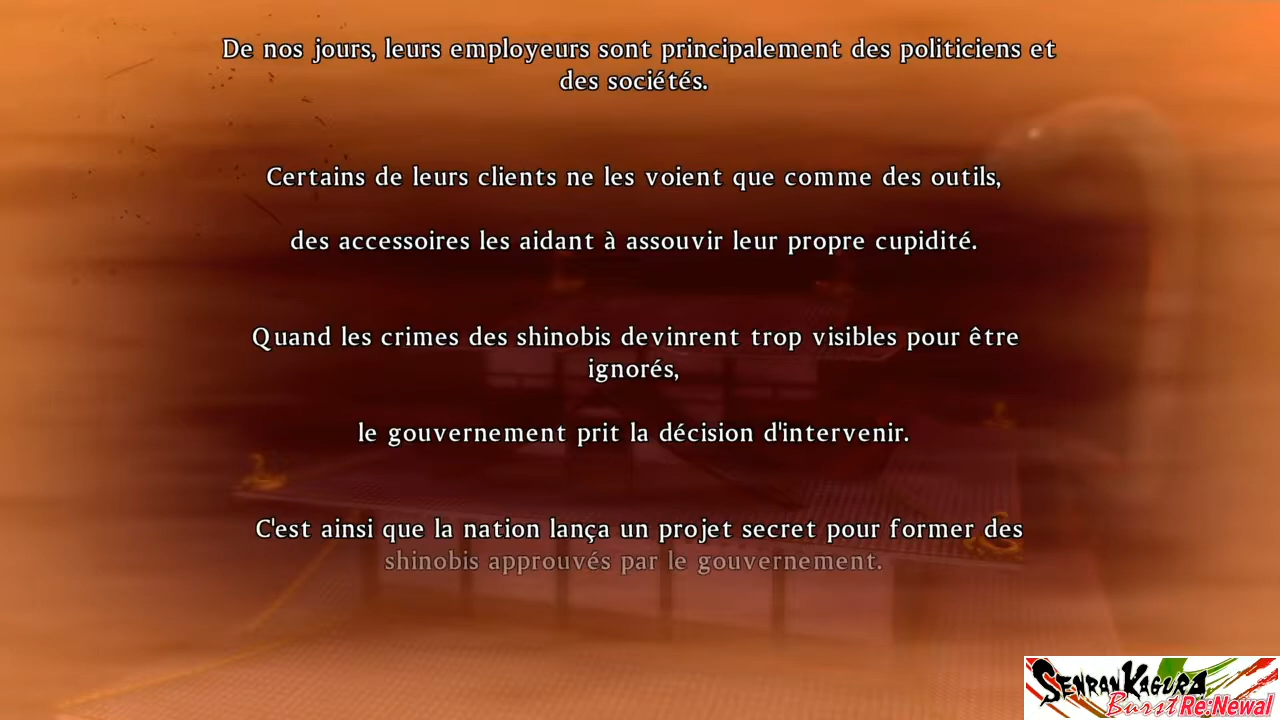 De nos jours, leurs employeurs sont principalement des politiciens et
des sociétés.
Certains de leurs clients ne les voient que comme des outils,
des accessoires les aidant à assouvir leur propre cupidité.
Quand les crimes des shinobis devinrent trop visibles pour être
ignorés,
le gouvernement prit la décision d'intervenir.
C'est ainsi que la nation lança un projet secret pour former des
shinobis approuvés par le gouvernement.
SENRAN KAGURA
Burst Re:Newal